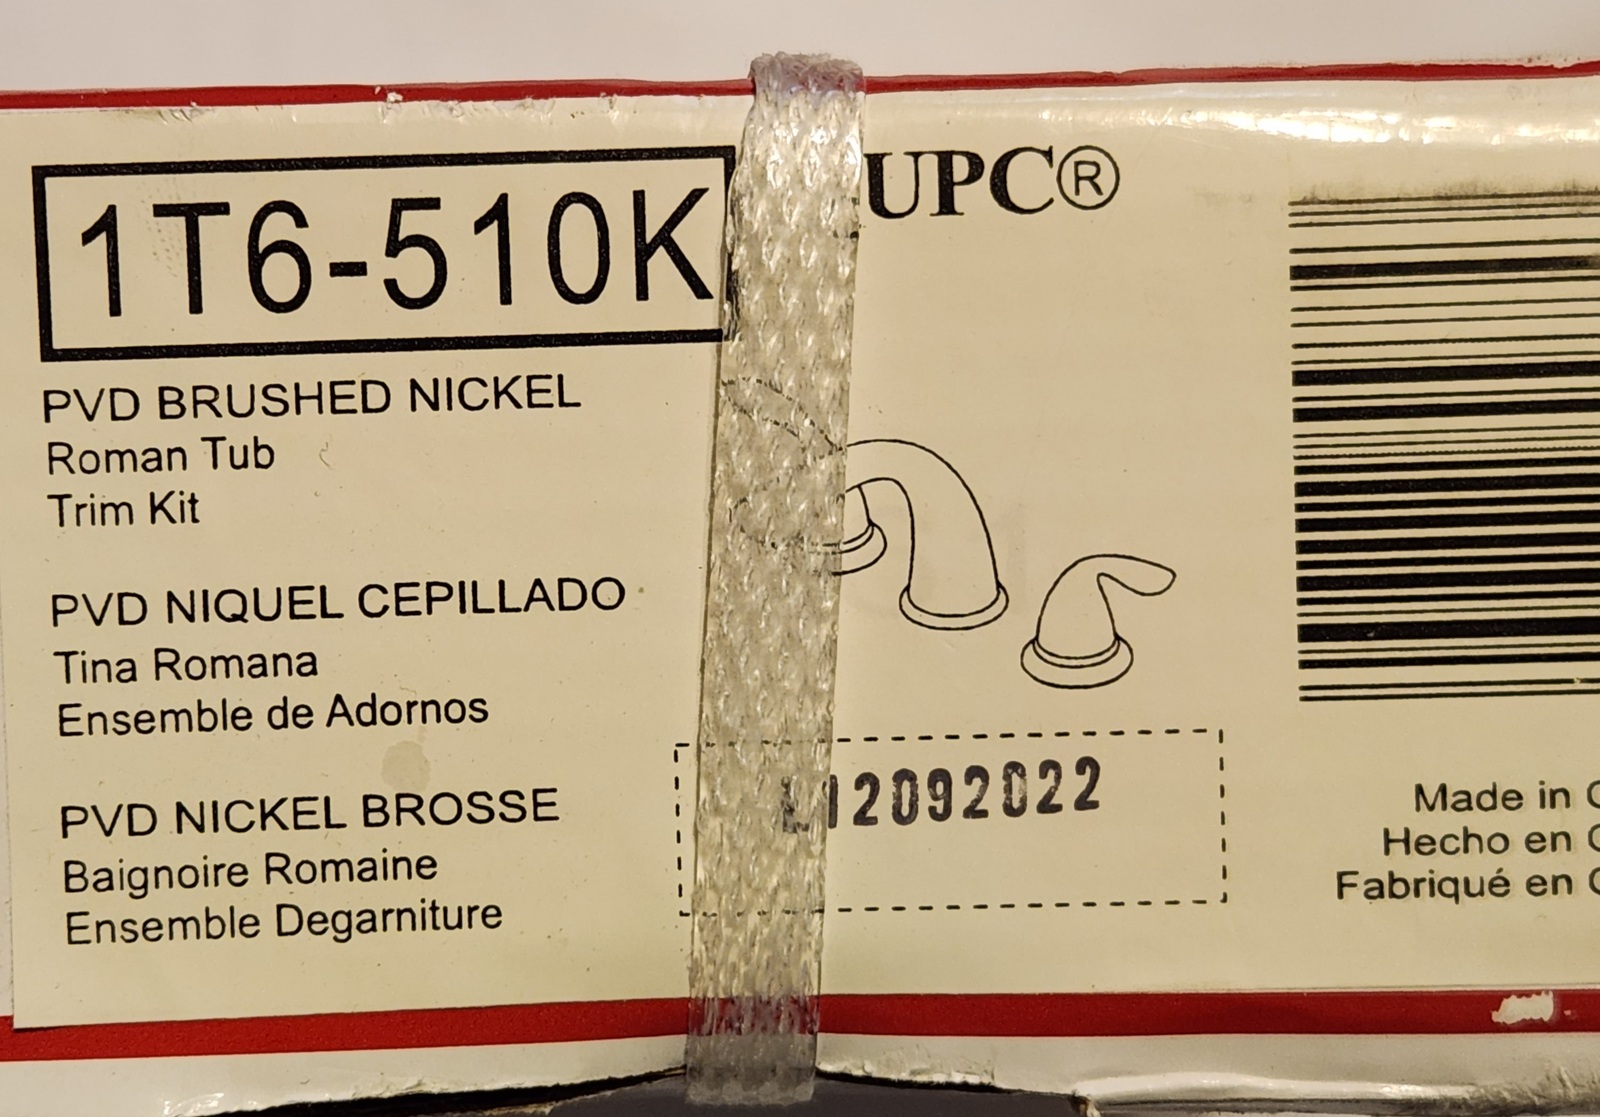 1T6-510K
UPC®
PVD BRUSHED NICKEL
Roman Tub
Trim Kit
PVD NIQUEL CEPILLADO
Tina Romana
Ensemble de Adornos
PVD NICKEL BROSSE
Baignoire Romaine
Ensemble Degarniture
12092022
Made in
Hecho en
Fabriqué en